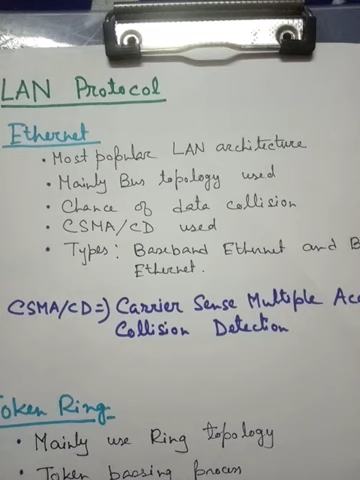 LAN Protocol
Ethernet
• Most popular LAN architecture
• Mainly Bus topology used
• Chance of data collision
• CSMA/CD used
• Types: Baseband Ethernet and B
Ethernet.
CSMA/CD=) Carrier Sense Multiple Acc
Collision Detection
Token Ring
• Mainly use Ring topology
• Token passing process